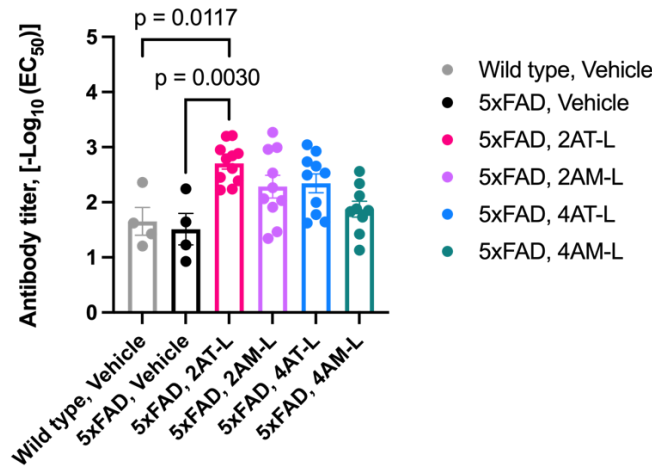 p = 0.0117
p = 0.0030
Antibody titer, [-Log10 (EC50)]
5
4
3
2
1
0
Wild type, Vehicle
5xFAD, Vehicle
5xFAD, 2AT-L
5xFAD, 2AM-L
5xFAD, 4AT-L
5xFAD, 4AM-L
Wild type, Vehicle
5xFAD, Vehicle
5xFAD, 2AT-L
5xFAD, 2AM-L
5xFAD, 4AT-L
5xFAD, 4AM-L